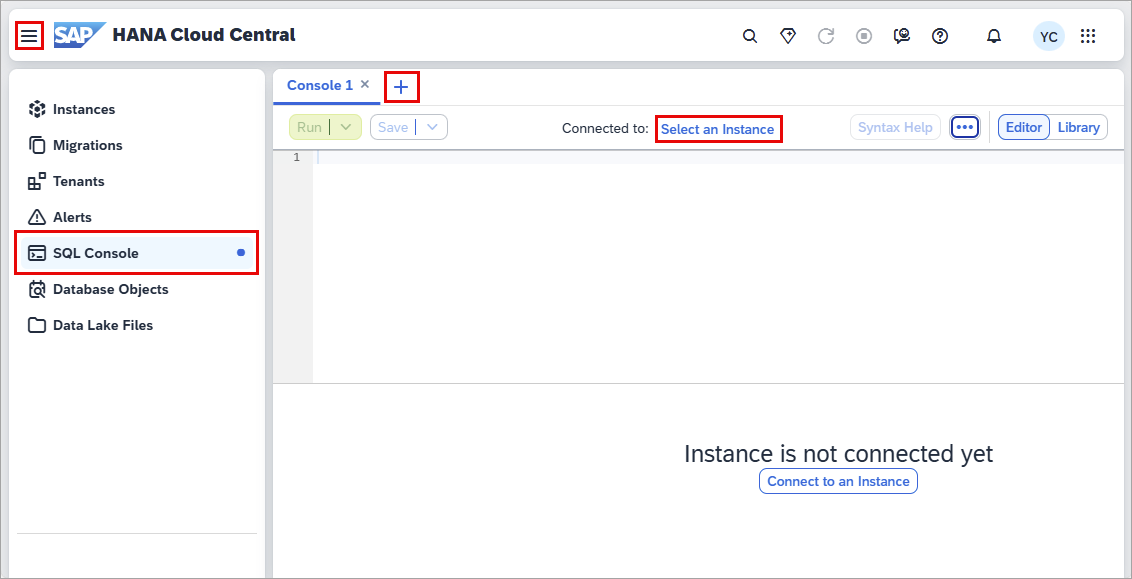 SAP HANA Cloud Central
YC
Instances
Migrations
Tenants
Alerts
SQL Console
Database Objects
Data Lake Files
Console 1
Run
Save
Connected to: Select an Instance
Syntax Help
Editor
Library
1
Instance is not connected yet
Connect to an Instance